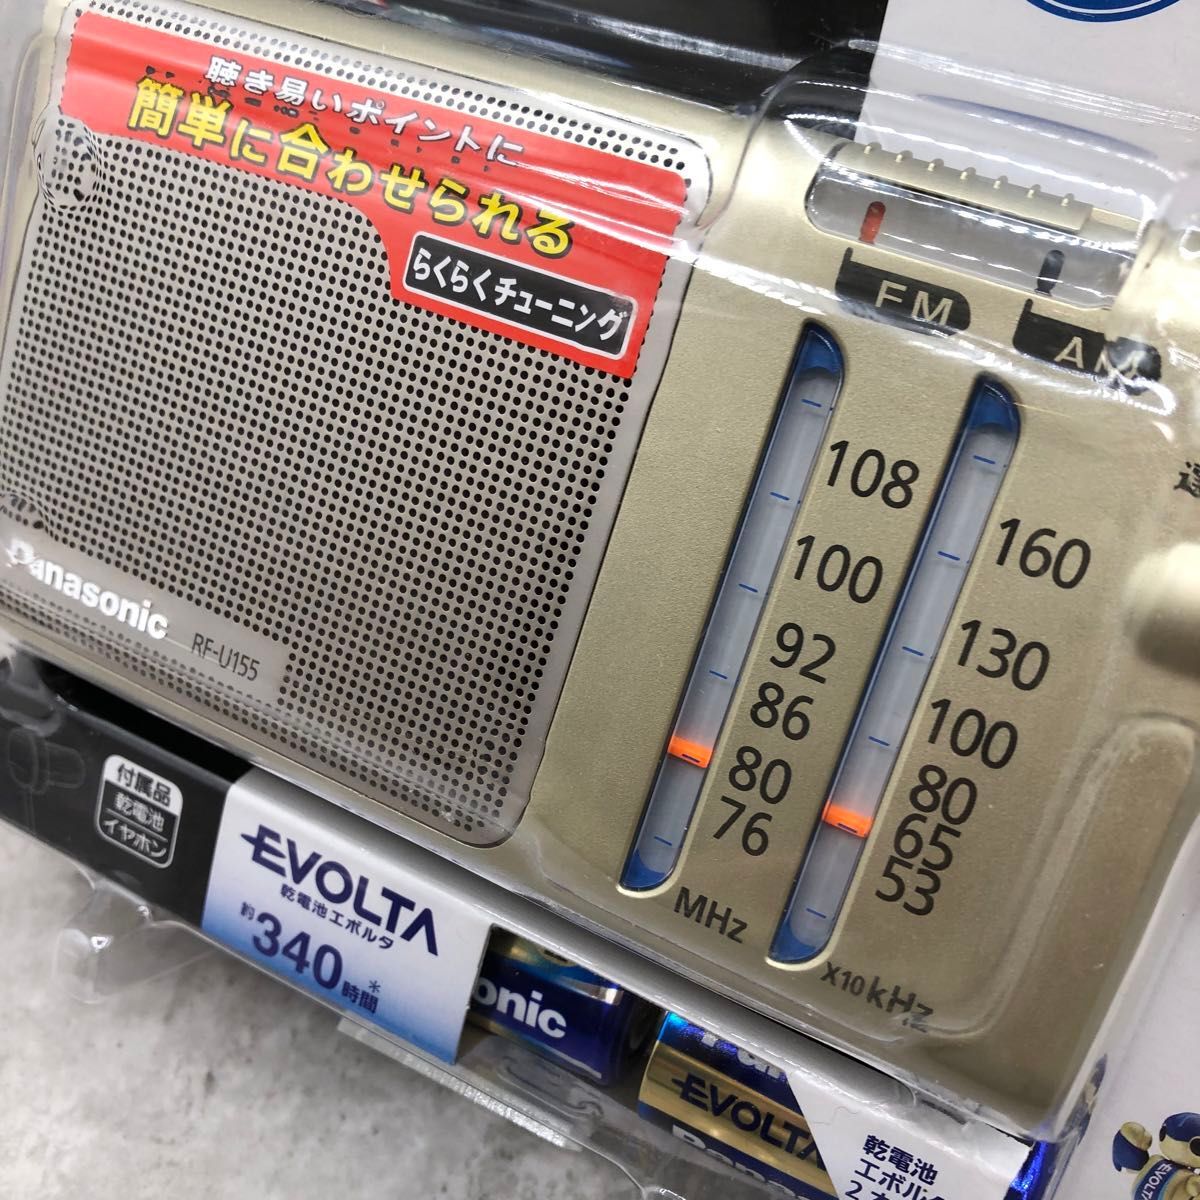 聴き易いポイントに
簡単に合わせられる
らくらくチューニング
FM
AM
108
100
92
86
80
76
MHz
160
130
100
80
65
53
X10 kHz
Panasonic
RF-U155
付属品
乾電池
イヤホン
EVOLTA
乾電池エボルタ
約340時間*
onic
EVOLTA
乾電池
エボルタ
EVOLTA